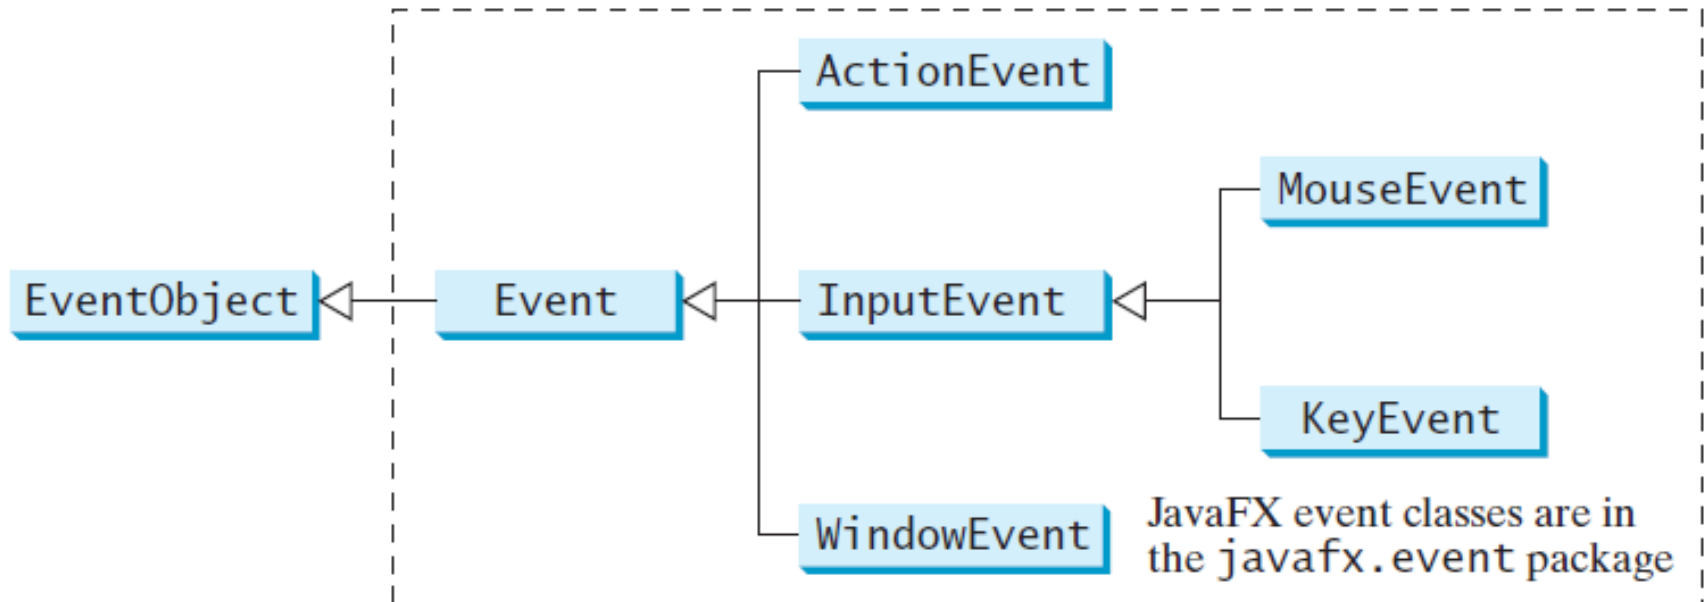 ActionEvent
MouseEvent
EventObject
Event
InputEvent
KeyEvent
WindowEvent
JavaFX event classes are in
the javafx.event package